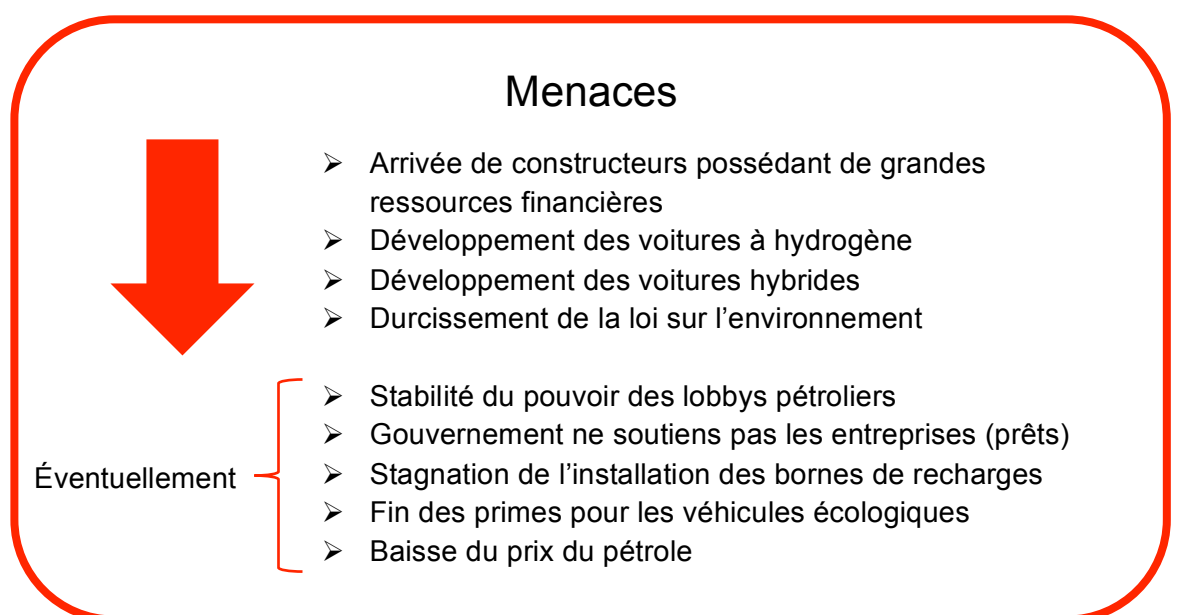 Menaces
➢ Arrivée de constructeurs possédant de grandes
ressources financières
➢ Développement des voitures à hydrogène
➢ Développement des voitures hybrides
➢ Durcissement de la loi sur l’environnement
Éventuellement
➢ Stabilité du pouvoir des lobbys pétroliers
➢ Gouvernement ne soutiens pas les entreprises (prêts)
➢ Stagnation de l’installation des bornes de recharges
➢ Fin des primes pour les véhicules écologiques
➢ Baisse du prix du pétrole